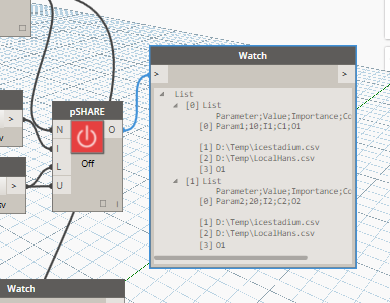 pSHARE
N
I
L
U
O
Off
>
>
sv
Watch
>
>
List
[0] List
Parameter;Value;Importance;Co
[0] Param1;10;I1;C1;O1
[1] D:\Temp\icestadium.csv
[2] D:\Temp\LocalHans.csv
[3] O1
[1] List
Parameter;Value;Importance;Co
[0] Param2;20;I2;C2;O2
[1] D:\Temp\icestadium.csv
[2] D:\Temp\LocalHans.csv
[3] O1
Watch